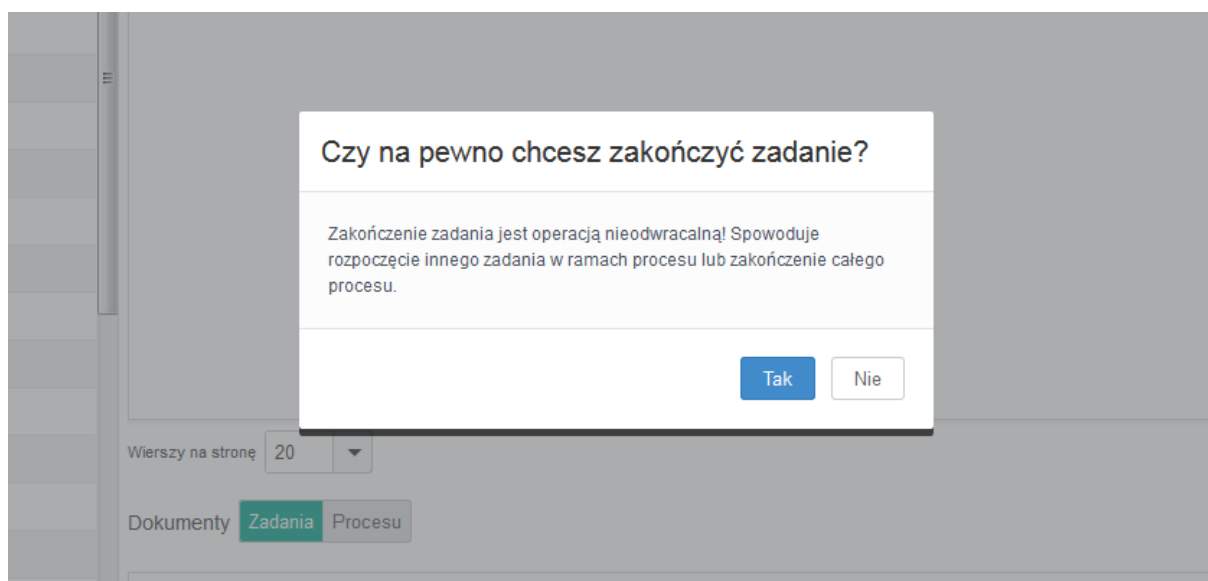 Czy na pewno chcesz zakończyć zadanie?
Zakończenie zadania jest operacją nieodwracalną! Spowoduje
rozpoczęcie innego zadania w ramach procesu lub zakończenie całego
procesu.
Tak Nie
Wierszy na stronę 20
Dokumenty Zadania Procesu